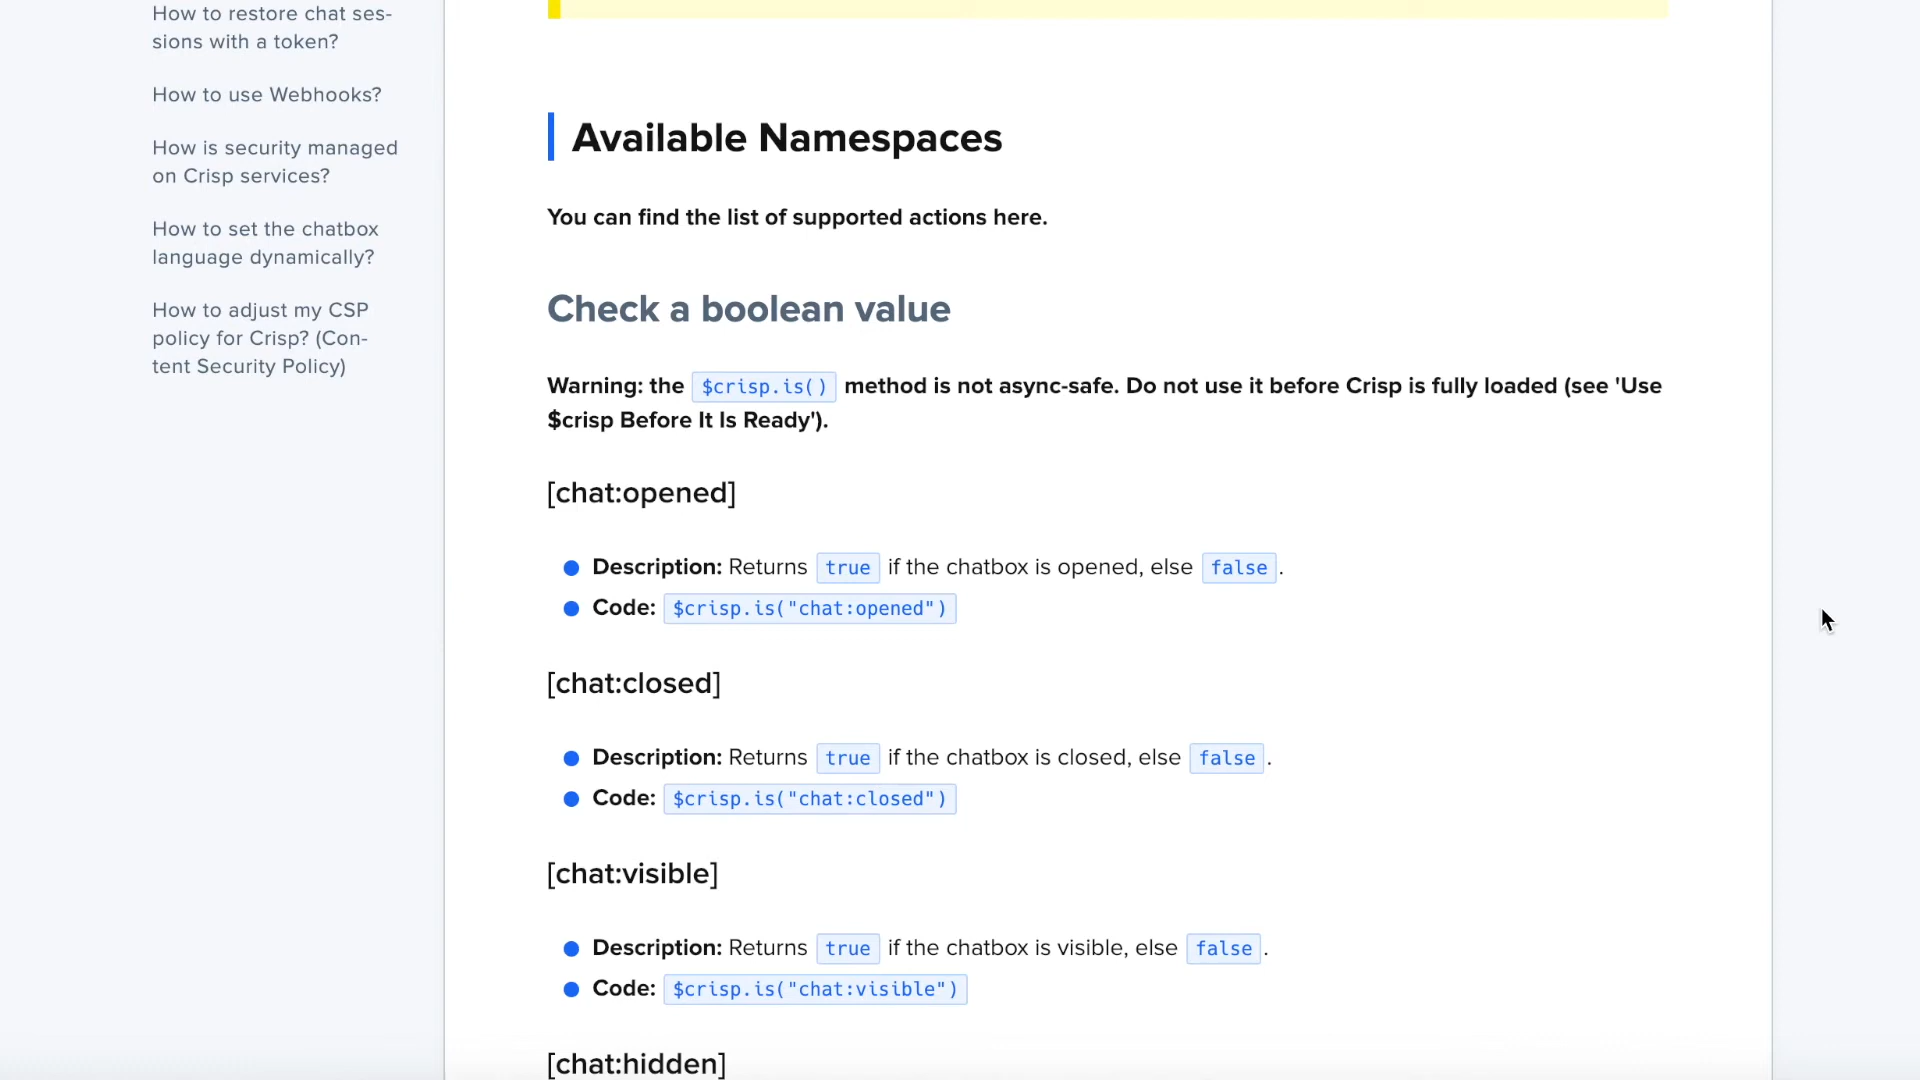 How to restore chat ses-
sions with a token?
How to use Webhooks?
How is security managed
on Crisp services?
How to set the chatbox
language dynamically?
How to adjust my CSP
policy for Crisp? (Con-
tent Security Policy)
Available Namespaces
You can find the list of supported actions here.
Check a boolean value
Warning: the $crisp.is() method is not async-safe. Do not use it before Crisp is fully loaded (see 'Use
$crisp Before It Is Ready').
[chat:opened]
Description: Returns true if the chatbox is opened, else false.
Code: $crisp.is("chat:opened")
[chat:closed]
Description: Returns true if the chatbox is closed, else false.
Code: $crisp.is("chat:closed")
[chat:visible]
Description: Returns true if the chatbox is visible, else false.
Code: $crisp.is("chat:visible")
[chat:hidden]